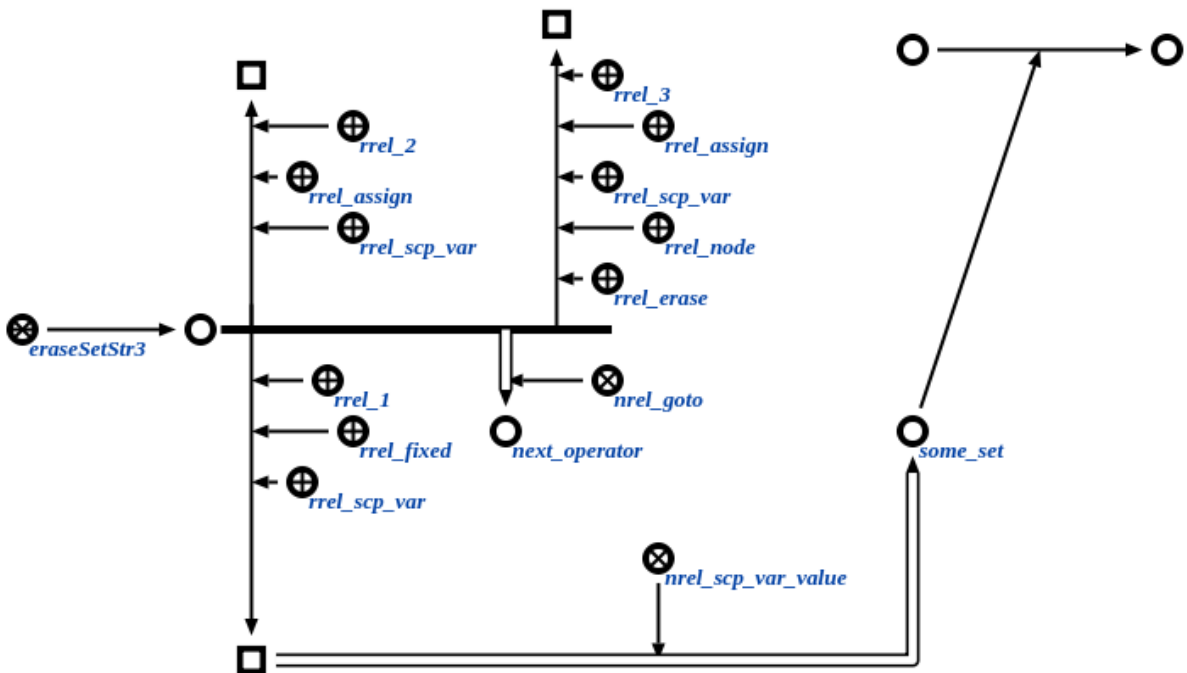 rrel_3
rrel_2
rrel_assign
rrel_assign
rrel_scp_var
rrel_scp_var
rrel_node
rrel_erase
eraseSetStr3
rrel_1
nrel_goto
rrel_fixed
next_operator
some_set
rrel_scp_var
nrel_scp_var_value